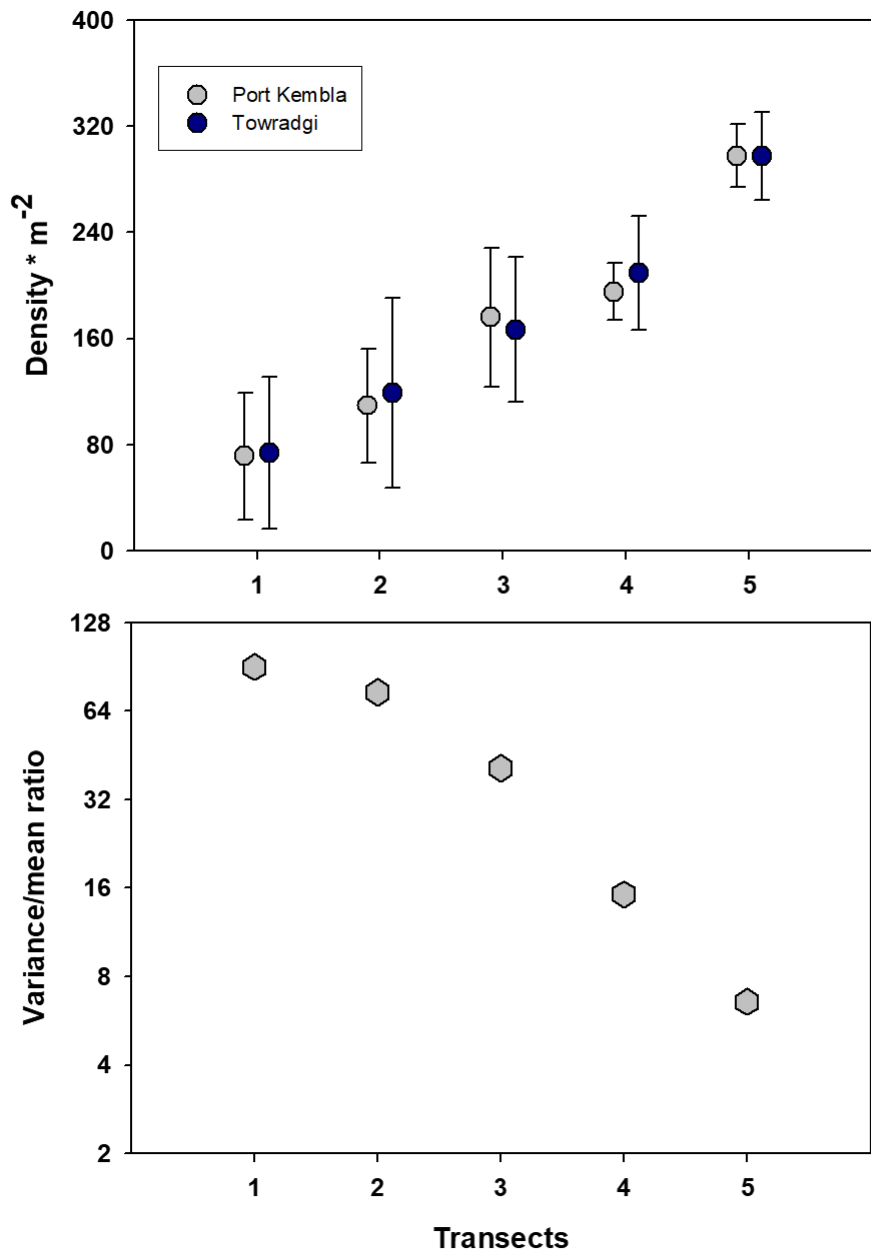 400
Port Kembla
Towradgi
320
240
160
80
0
Density * m⁻²
1 2 3 4 5
128
64
32
16
8
4
2
Variance/mean ratio
1 2 3 4 5
Transects